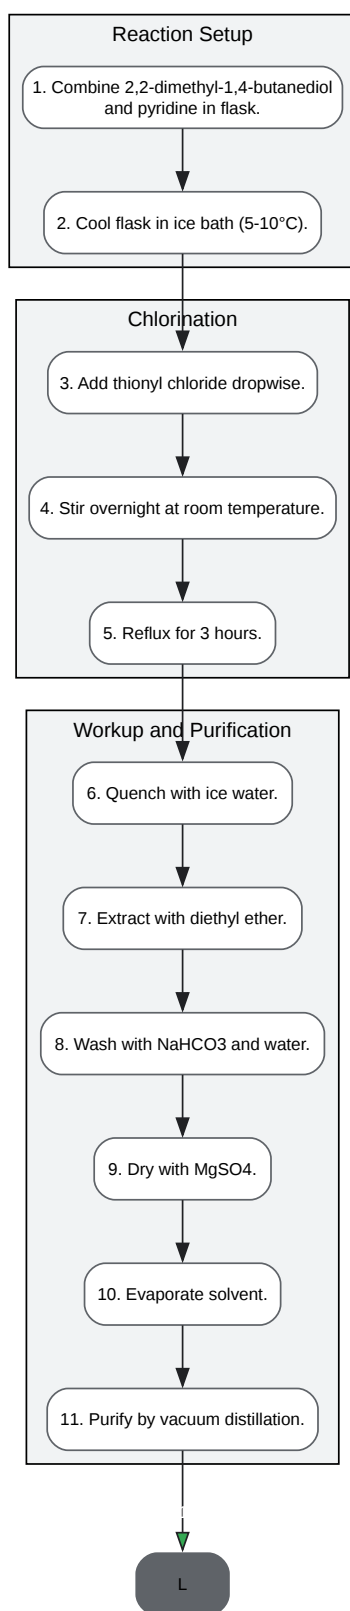 Reaction Setup
1. Combine 2,2-dimethyl-1,4-butanediol
and pyridine in flask.
2. Cool flask in ice bath (5-10°C).
Chlorination
3. Add thionyl chloride dropwise.
4. Stir overnight at room temperature.
5. Reflux for 3 hours.
Workup and Purification
6. Quench with ice water.
7. Extract with diethyl ether.
8. Wash with NaHCO3 and water.
9. Dry with MgSO4.
10. Evaporate solvent.
11. Purify by vacuum distillation.
L